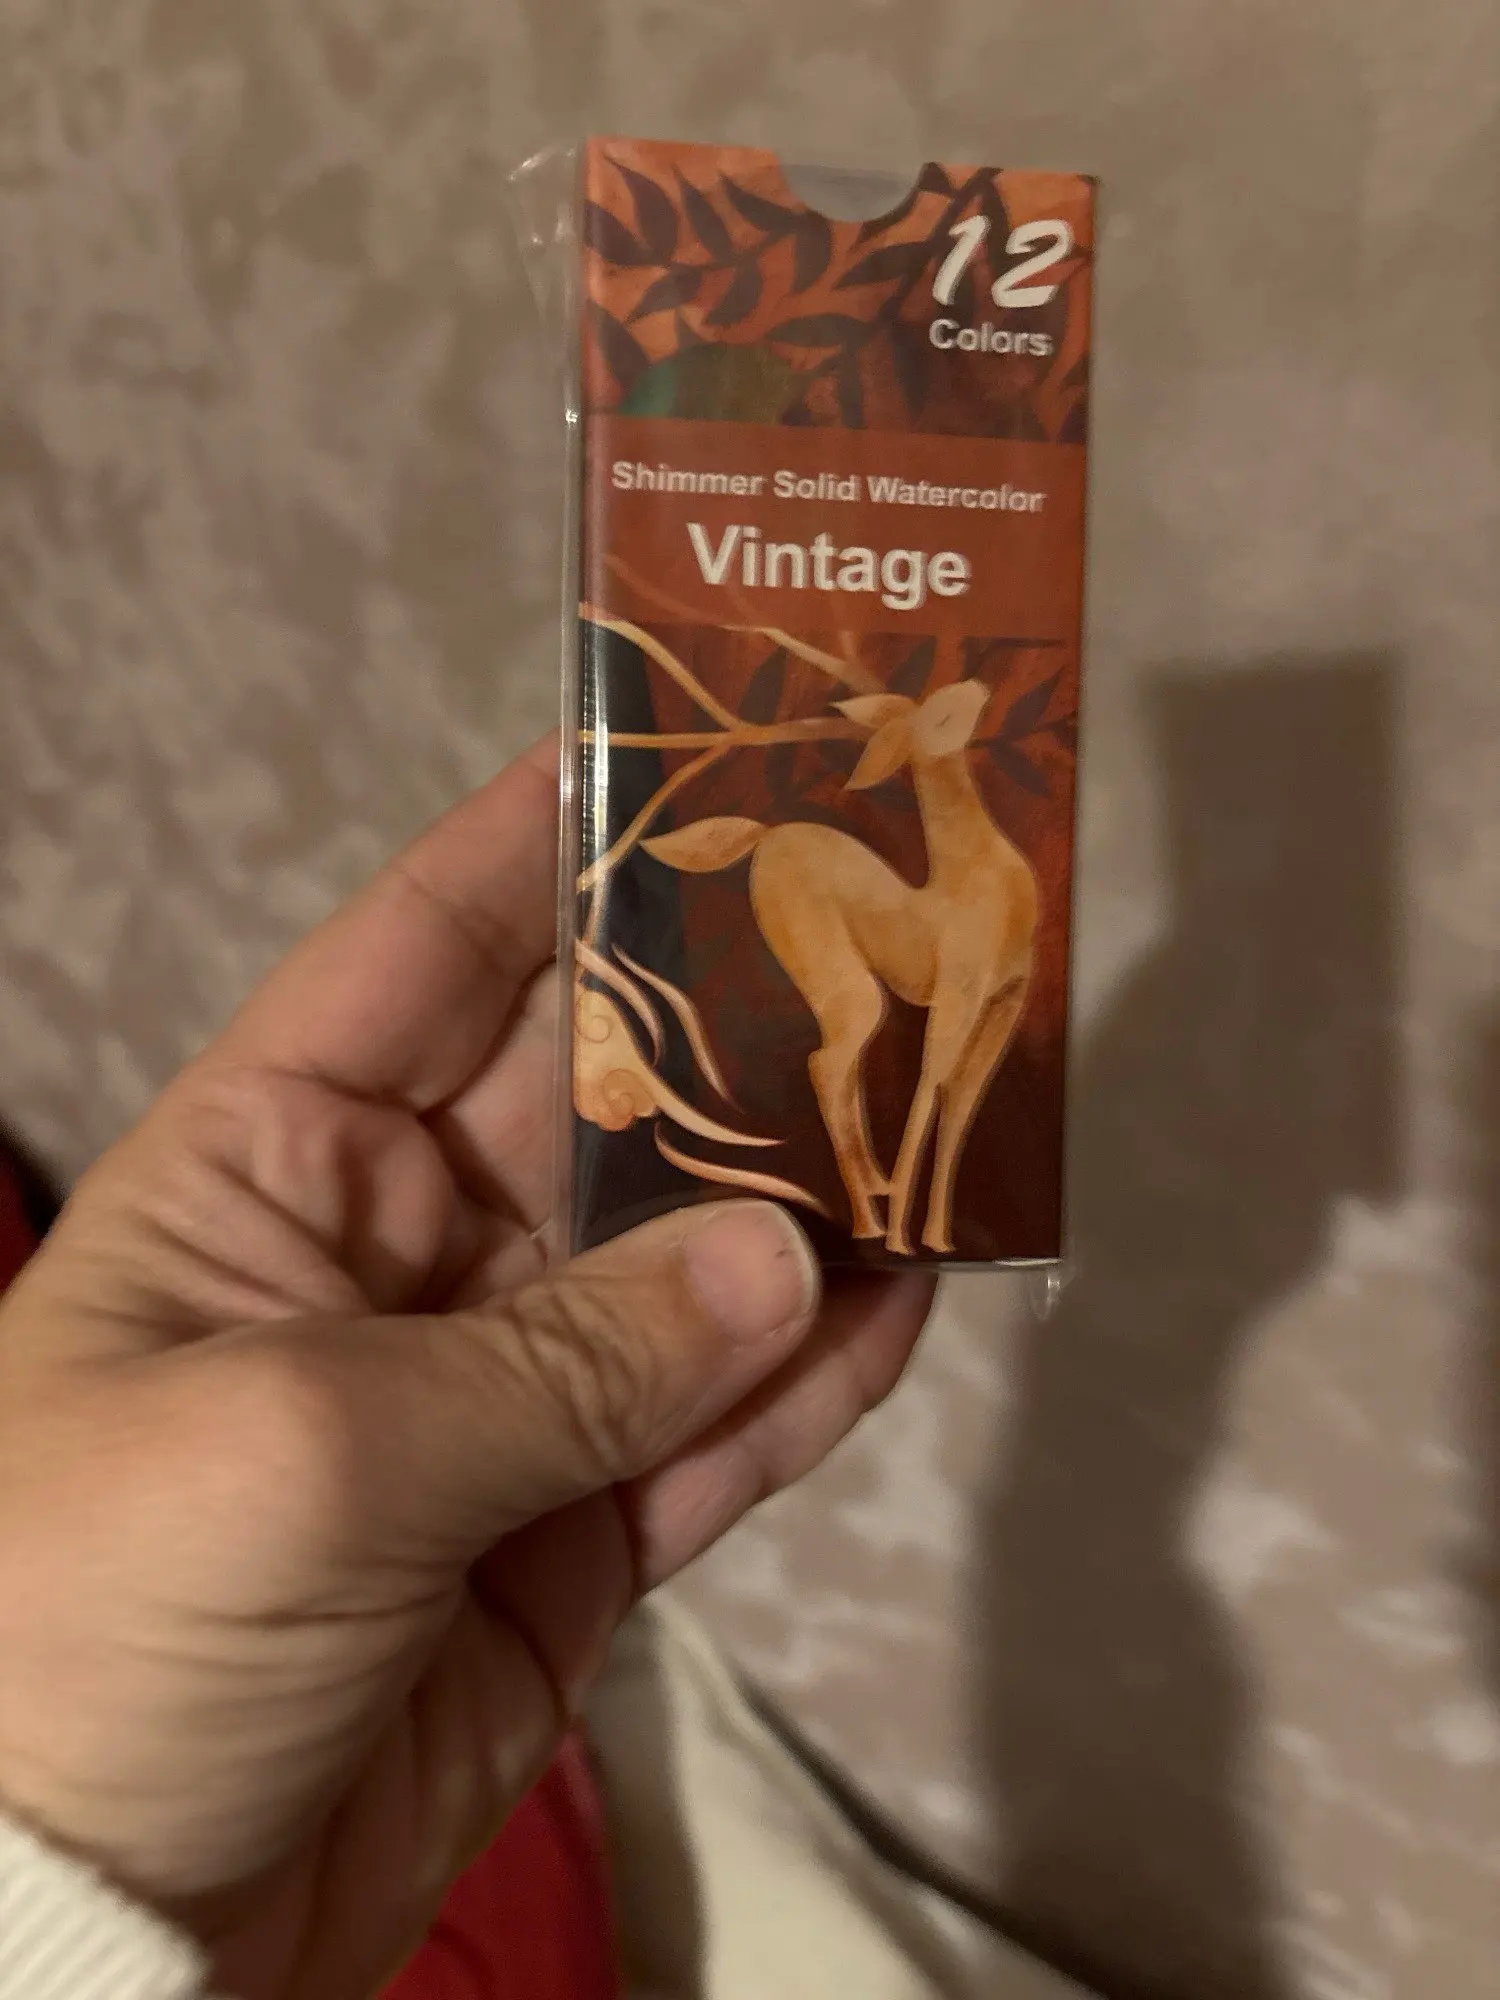 12
Colors
Shimmer Solid Watercolor
Vintage